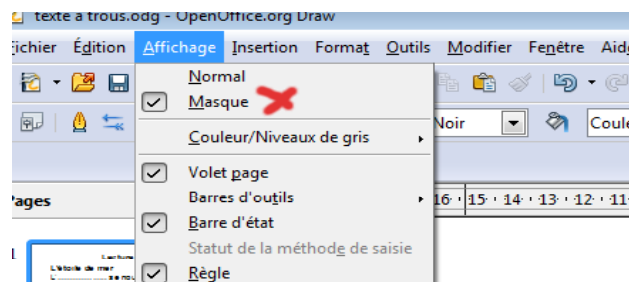 texte à trous.odg - OpenOffice.org Draw
Fichier Édition Affichage Insertion Format Outils Modifier Fenêtre Aid
Normal
Masque
Couleur/Niveaux de gris
Noir
Coule
Volet page
Barres d'outils
Barre d'état
Statut de la méthode de saisie
Règle
Pages
16 15 14 13 12 11
1
L'étoile de mer